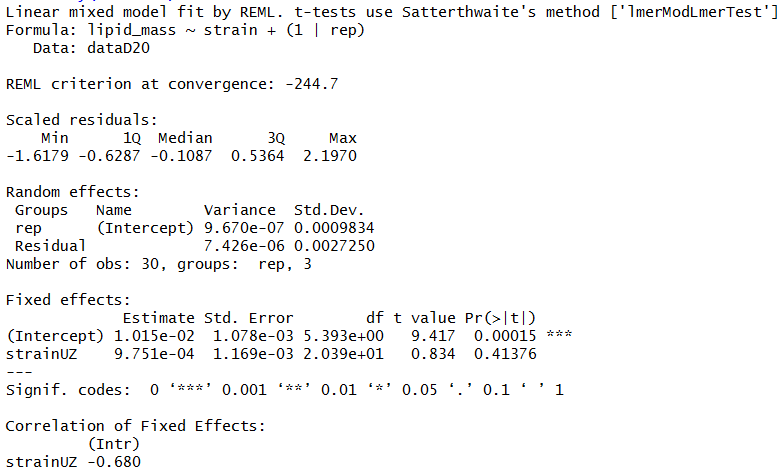 Linear mixed model fit by REML. t-tests use Satterthwaite's method ['lmerModLmerTest']
Formula: lipid_mass ~ strain + (1 | rep)
   Data: dataD20

REML criterion at convergence: -244.7

Scaled residuals:
    Min      1Q  Median      3Q     Max
-1.6179 -0.6287 -0.1087  0.5364  2.1970

Random effects:
 Groups   Name        Variance  Std.Dev.
 rep      (Intercept) 9.670e-07 0.0009834
 Residual             7.426e-06 0.0027250
Number of obs: 30, groups:  rep, 3

Fixed effects:
             Estimate Std. Error        df t value Pr(>|t|)
(Intercept) 1.015e-02  1.078e-03 5.393e+00   9.417  0.00015 ***
strainUZ    9.751e-04  1.169e-03 2.039e+01   0.834  0.41376
---
Signif. codes:  0 ‘***’ 0.001 ‘**’ 0.01 ‘*’ 0.05 ‘.’ 0.1 ‘ ’ 1

Correlation of Fixed Effects:
         (Intr)
strainUZ -0.680